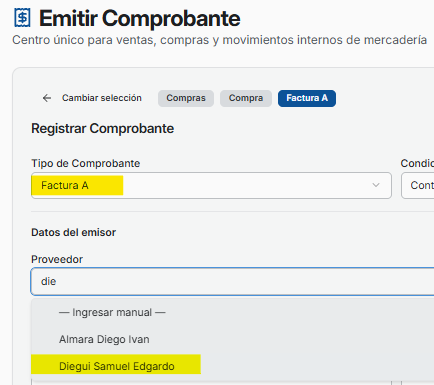 Emitir Comprobante
Centro único para ventas, compras y movimientos internos de mercadería
← Cambiar selección Compras Compra Factura A
Registrar Comprobante
Tipo de Comprobante Condic
Factura A Cont
Datos del emisor
Proveedor
die
— Ingresar manual —
Almara Diego Ivan
Diegui Samuel Edgardo